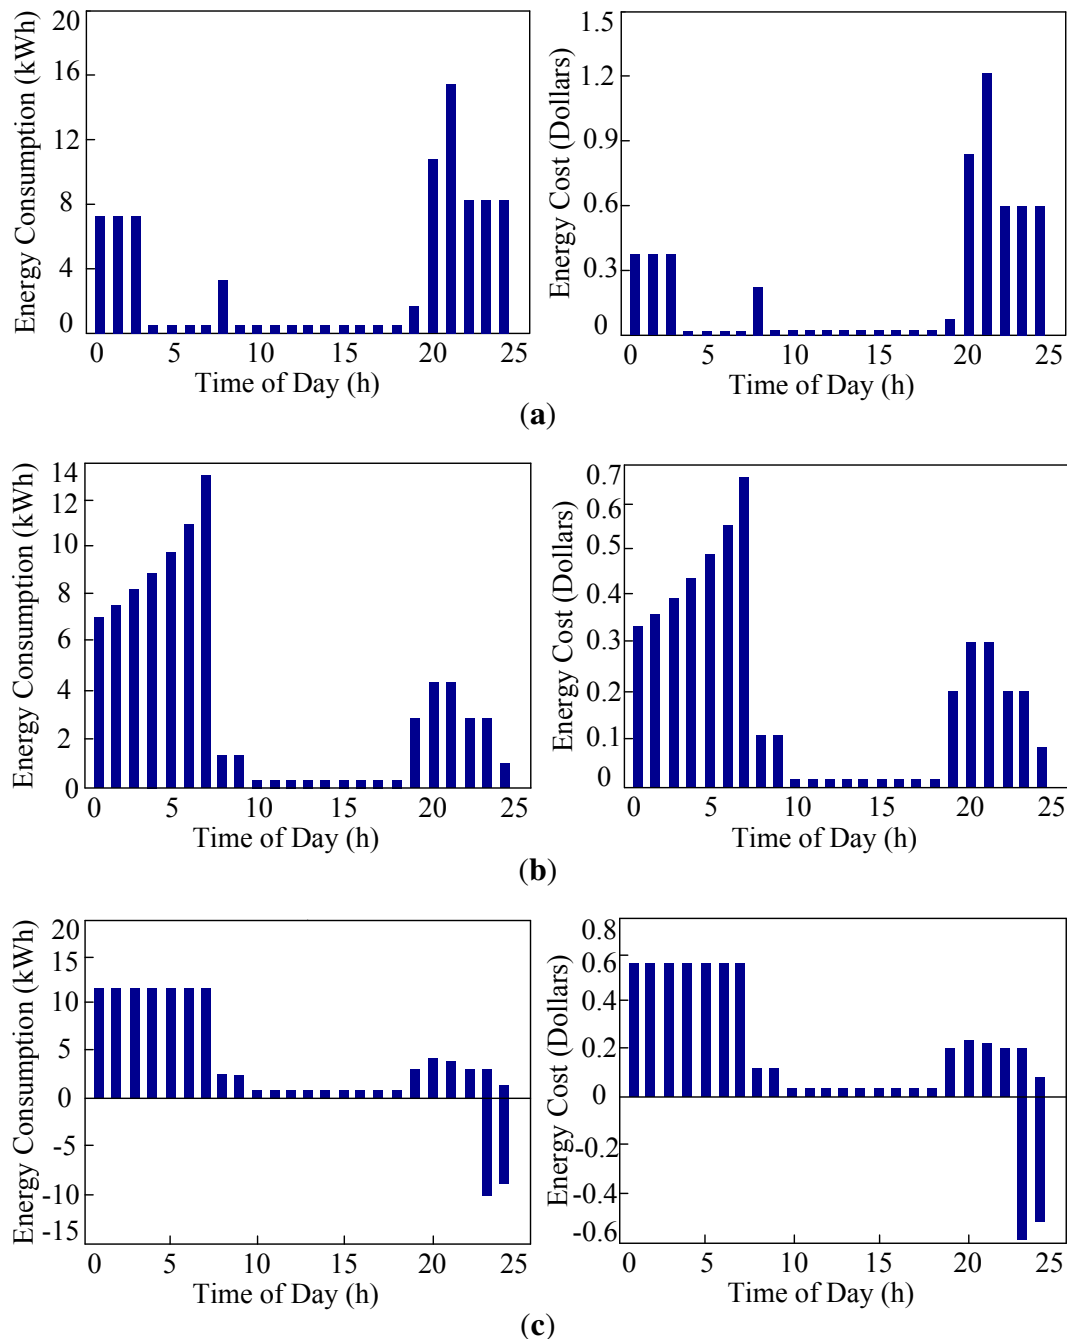 Energy Consumption (kWh)
20
16
12
8
4
0
0 5 10 15 20 25
Time of Day (h)
Energy Cost (Dollars)
1.5
1.2
0.9
0.6
0.3
0
0 5 10 15 20 25
Time of Day (h)
(a)
Energy Consumption (kWh)
14
12
10
8
6
4
2
0
0 5 10 15 20 25
Time of Day (h)
Energy Cost (Dollars)
0.7
0.6
0.5
0.4
0.3
0.2
0.1
0
0 5 10 15 20 25
Time of Day (h)
(b)
Energy Consumption (kWh)
20
15
10
5
0
-5
-10
-15
0 5 10 15 20 25
Time of Day (h)
Energy Cost (Dollars)
0.8
0.6
0.4
0.2
0
-0.2
-0.4
-0.6
0 5 10 15 20 25
Time of Day (h)
(c)